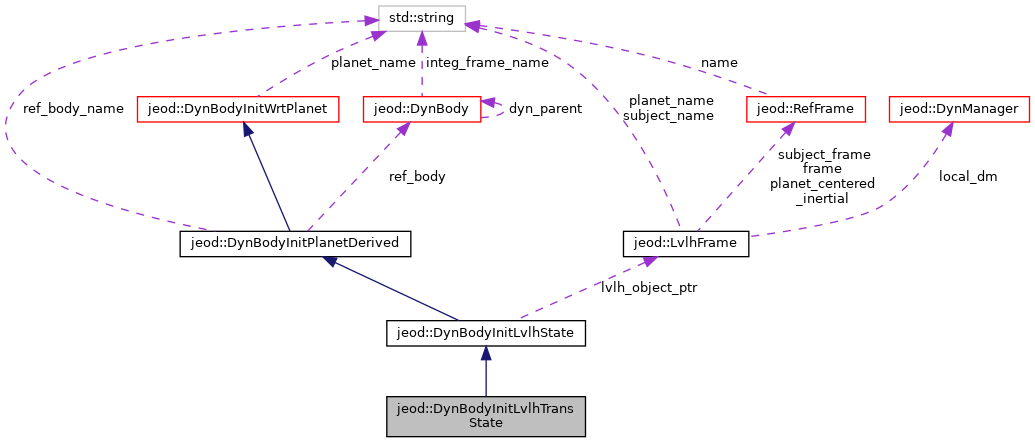 std::string
planet_name
integ_frame_name
name
ref_body_name
jeod::DynBodyInitWrtPlanet
jeod::DynBody
dyn_parent
planet_name
subject_name
jeod::RefFrame
jeod::DynManager
ref_body
subject_frame
frame
planet_centered
_inertial
local_dm
jeod::DynBodyInitPlanetDerived
jeod::LvlhFrame
lvlh_object_ptr
jeod::DynBodyInitLvlhState
jeod::DynBodyInitLvlhTrans
State